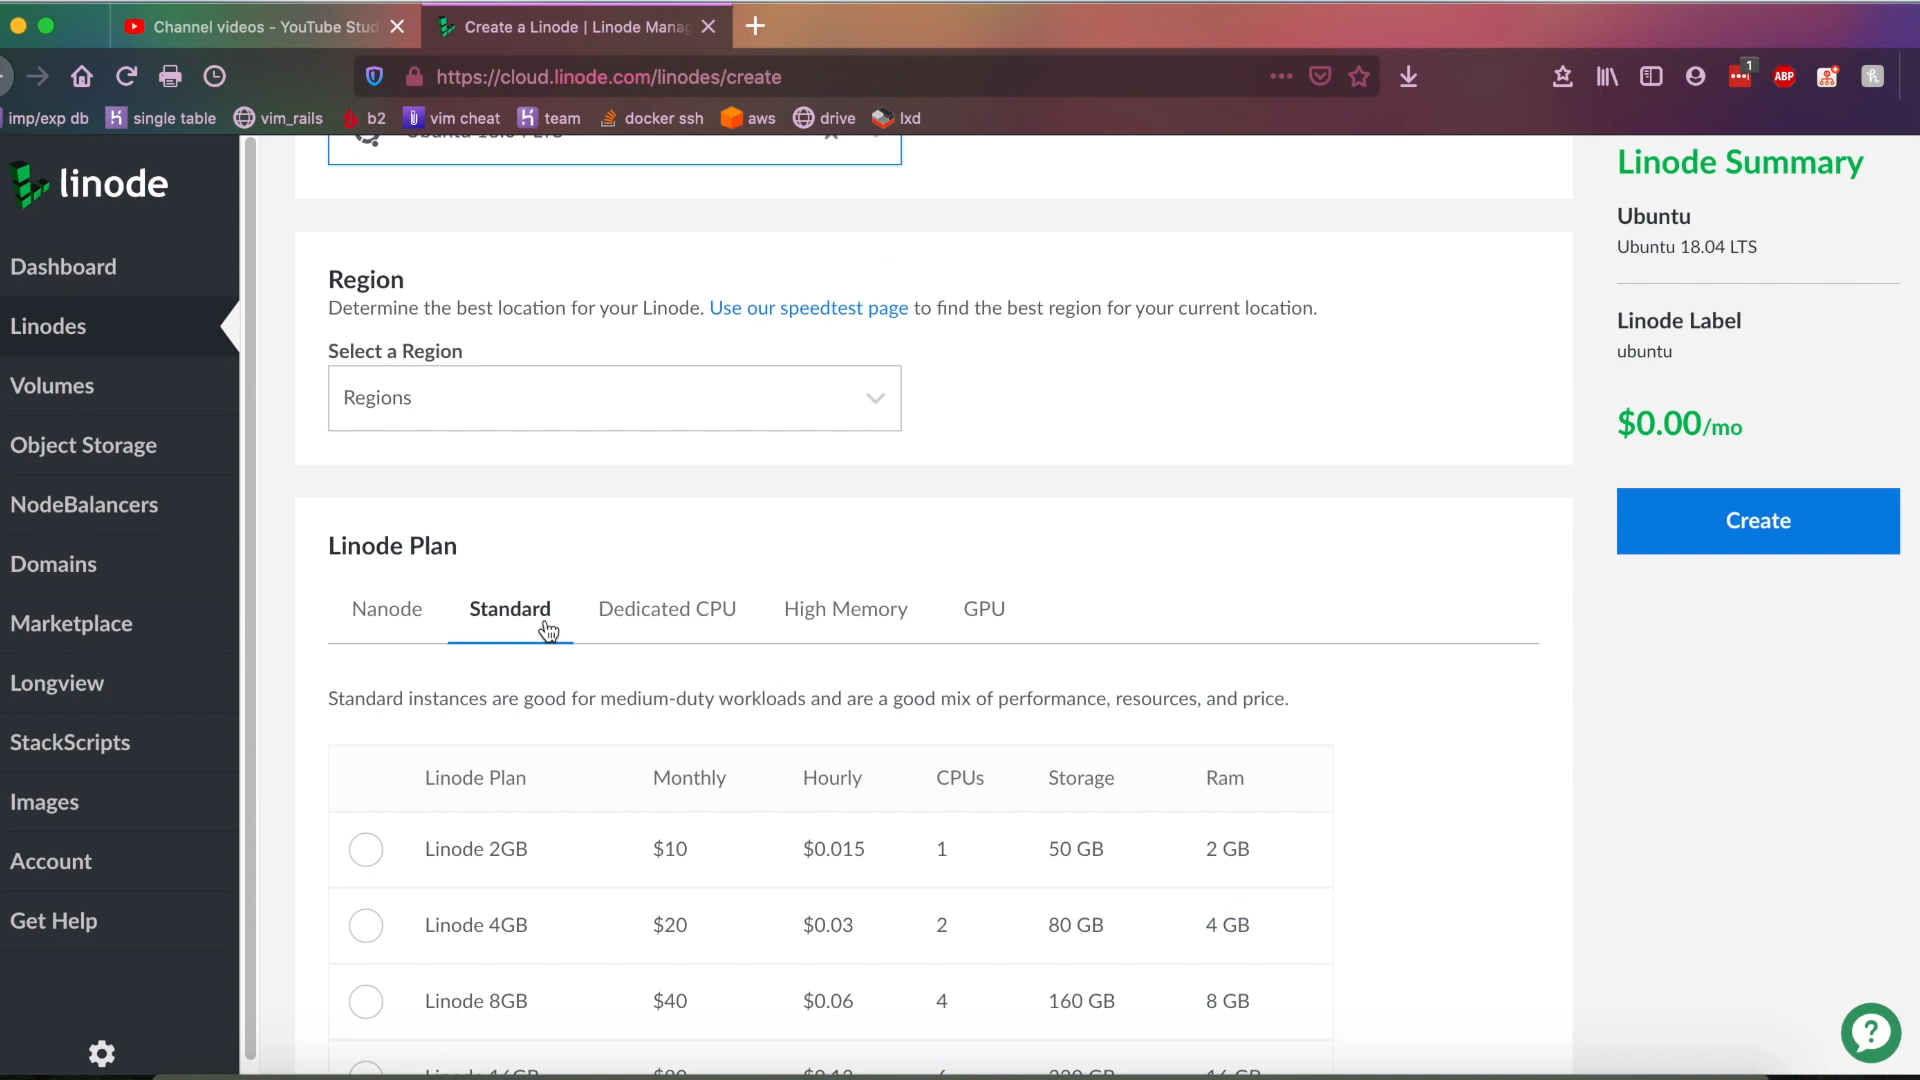 Channel videos - YouTube Stud
Create a Linode | Linode Manag
https://cloud.linode.com/linodes/create
1
ABP
imp/exp db
single table
vim_rails
b2
vim cheat
team
docker ssh
aws
drive
lxd
linode
Dashboard
Linodes
Volumes
Object Storage
NodeBalancers
Domains
Marketplace
Longview
StackScripts
Images
Account
Get Help
Ubuntu 18.04 LTS
Region
Determine the best location for your Linode. Use our speedtest page to find the best region for your current location.
Select a Region
Regions
Linode Plan
Nanode Standard Dedicated CPU High Memory GPU
Standard instances are good for medium-duty workloads and are a good mix of performance, resources, and price.
Linode Plan Monthly Hourly CPUs Storage Ram
Linode 2GB $10 $0.015 1 50 GB 2 GB
Linode 4GB $20 $0.03 2 80 GB 4 GB
Linode 8GB $40 $0.06 4 160 GB 8 GB
Linode Summary
Ubuntu
Ubuntu 18.04 LTS
Linode Label
ubuntu
$0.00/mo
Create